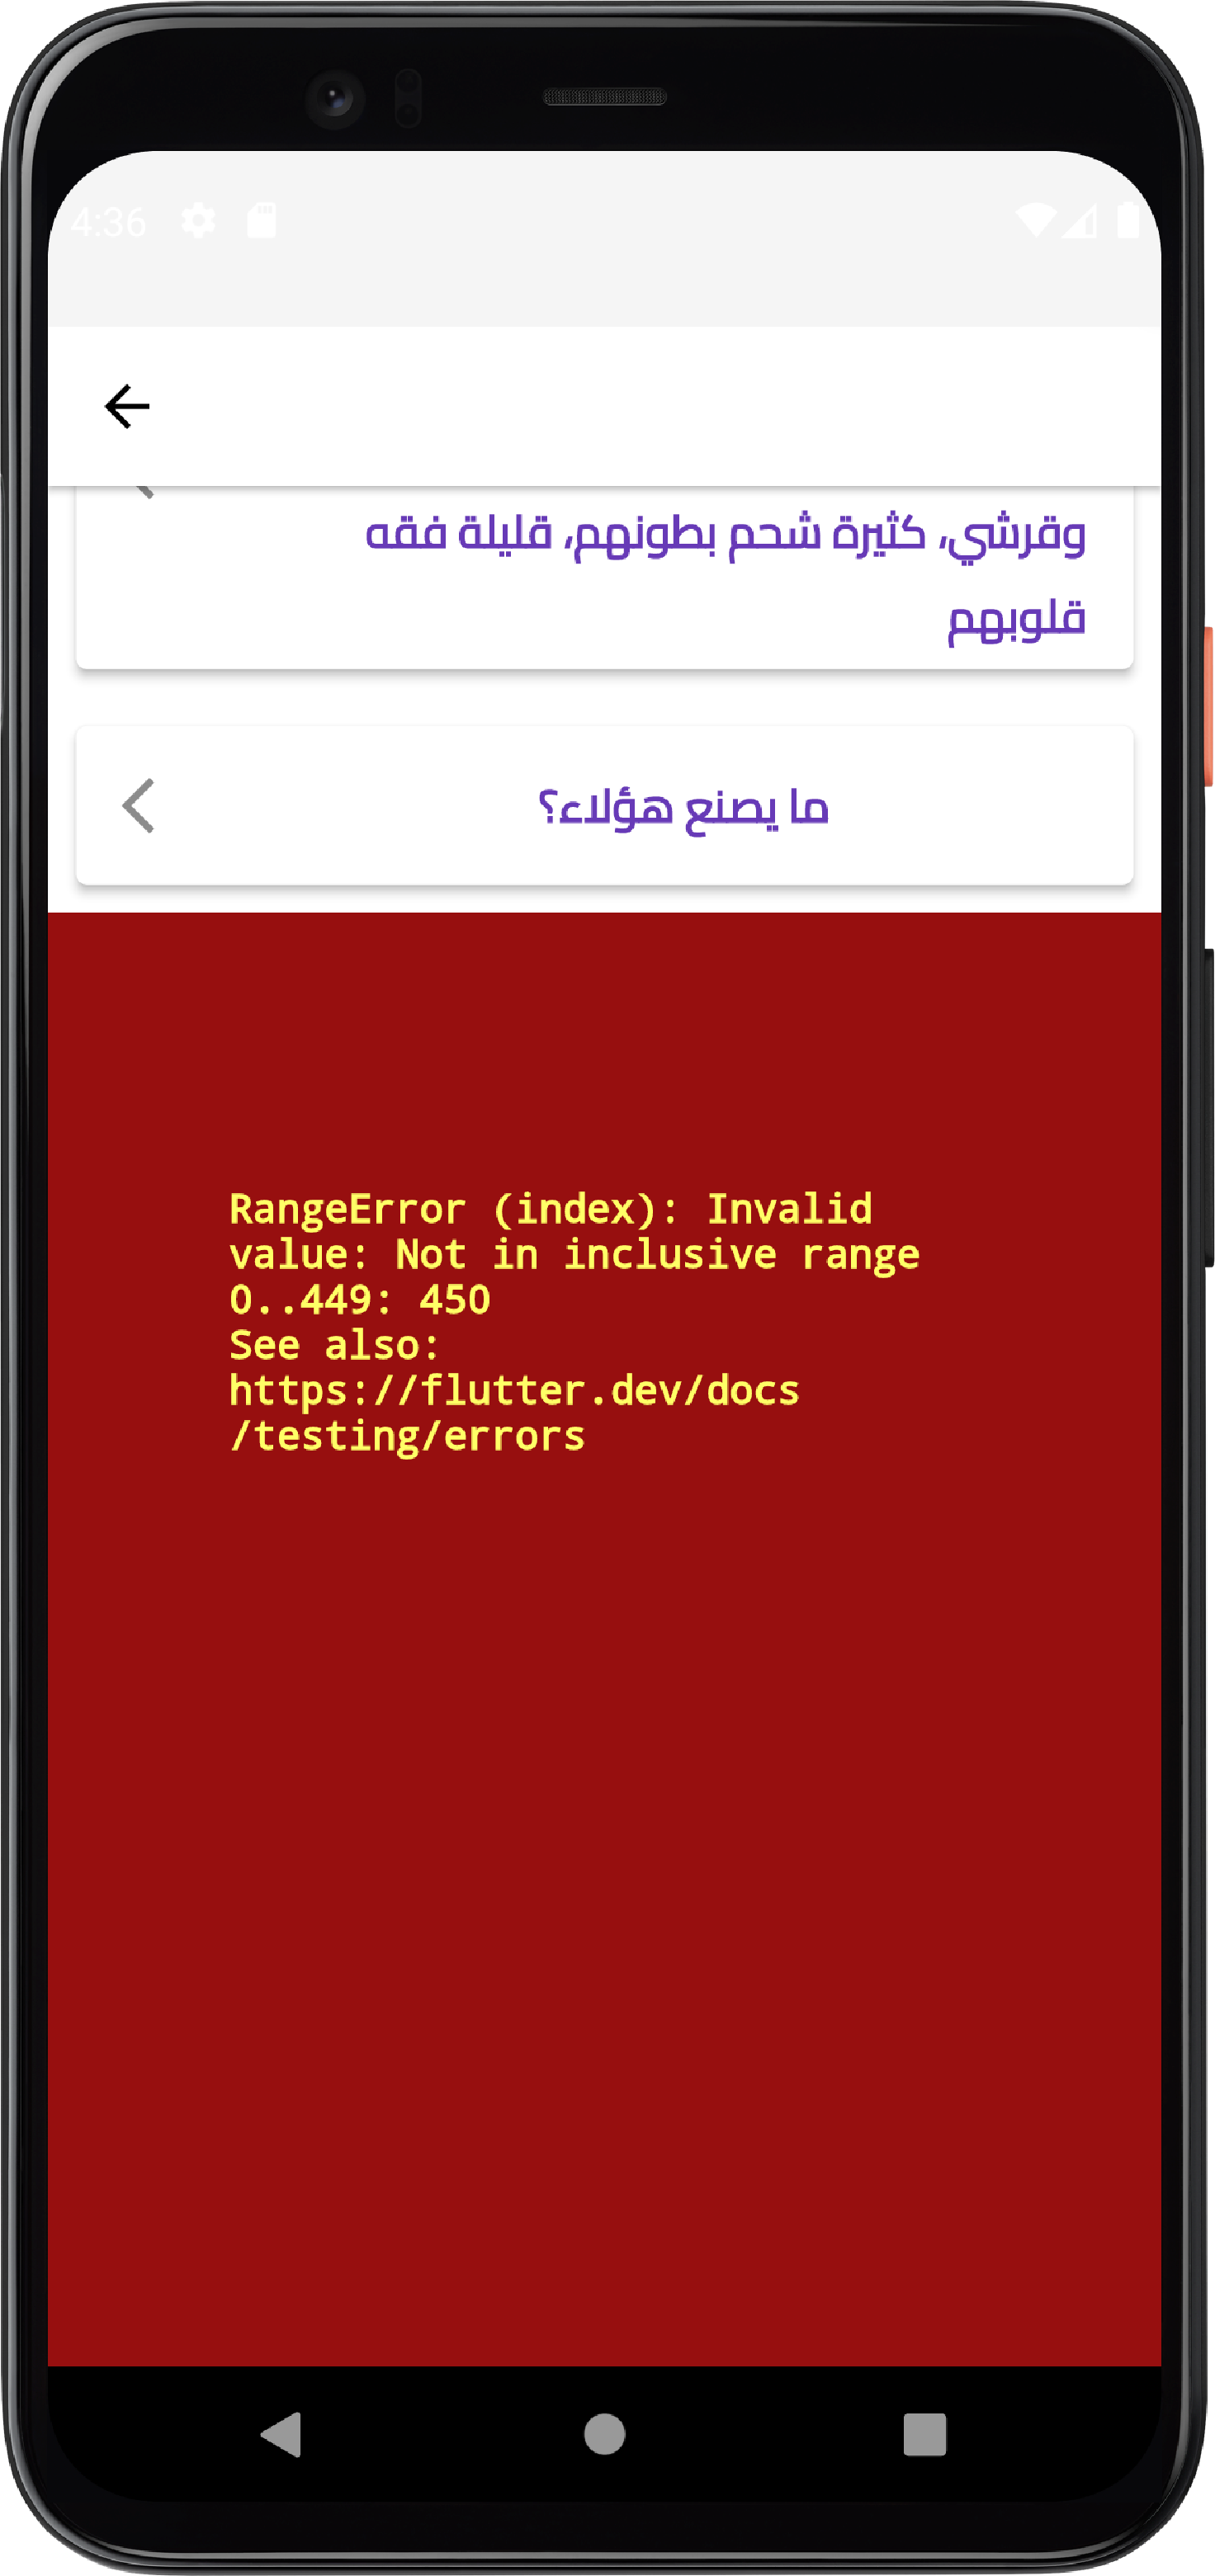 4:36
وقرشي، كثيرة شحم بطونهم، قليلة فقه
قلوبهم
ما يصنع هؤلاء؟
RangeError (index): Invalid
value: Not in inclusive range
0..449: 450
See also:
https://flutter.dev/docs
/testing/errors